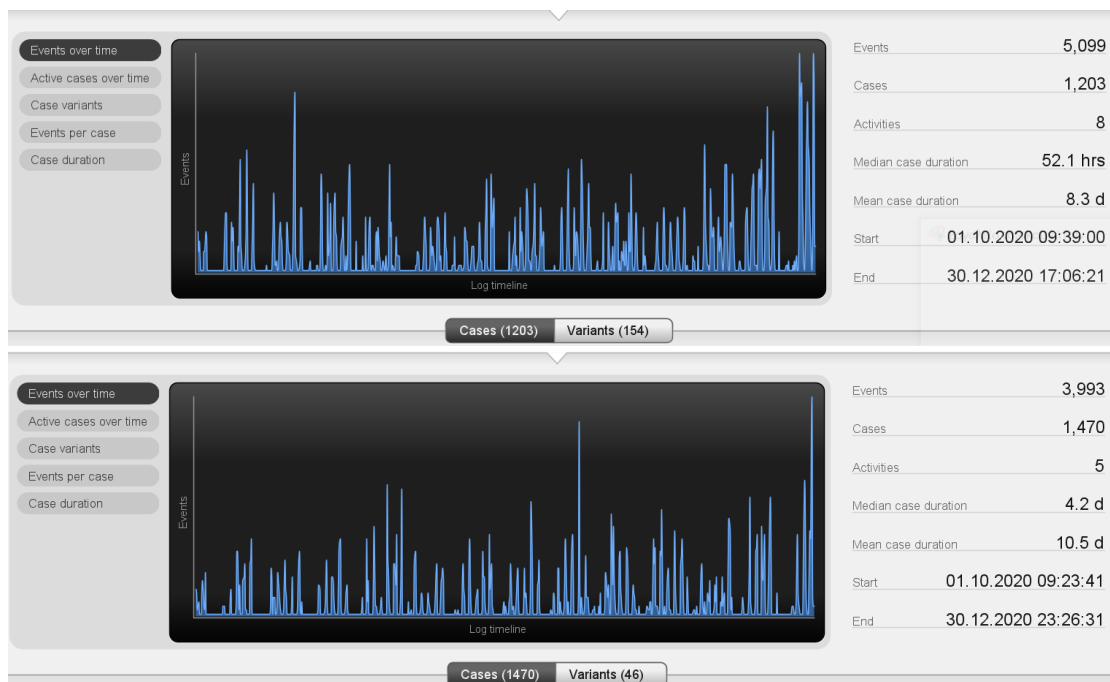 Events over time
Active cases over time
Case variants
Events per case
Case duration
Events
Log timeline
Events 5,099
Cases 1,203
Activities 8
Median case duration 52.1 hrs
Mean case duration 8.3 d
Start 01.10.2020 09:39:00
End 30.12.2020 17:06:21
Cases (1203) Variants (154)
Events over time
Active cases over time
Case variants
Events per case
Case duration
Events
Log timeline
Events 3,993
Cases 1,470
Activities 5
Median case duration 4.2 d
Mean case duration 10.5 d
Start 01.10.2020 09:23:41
End 30.12.2020 23:26:31
Cases (1470) Variants (46)